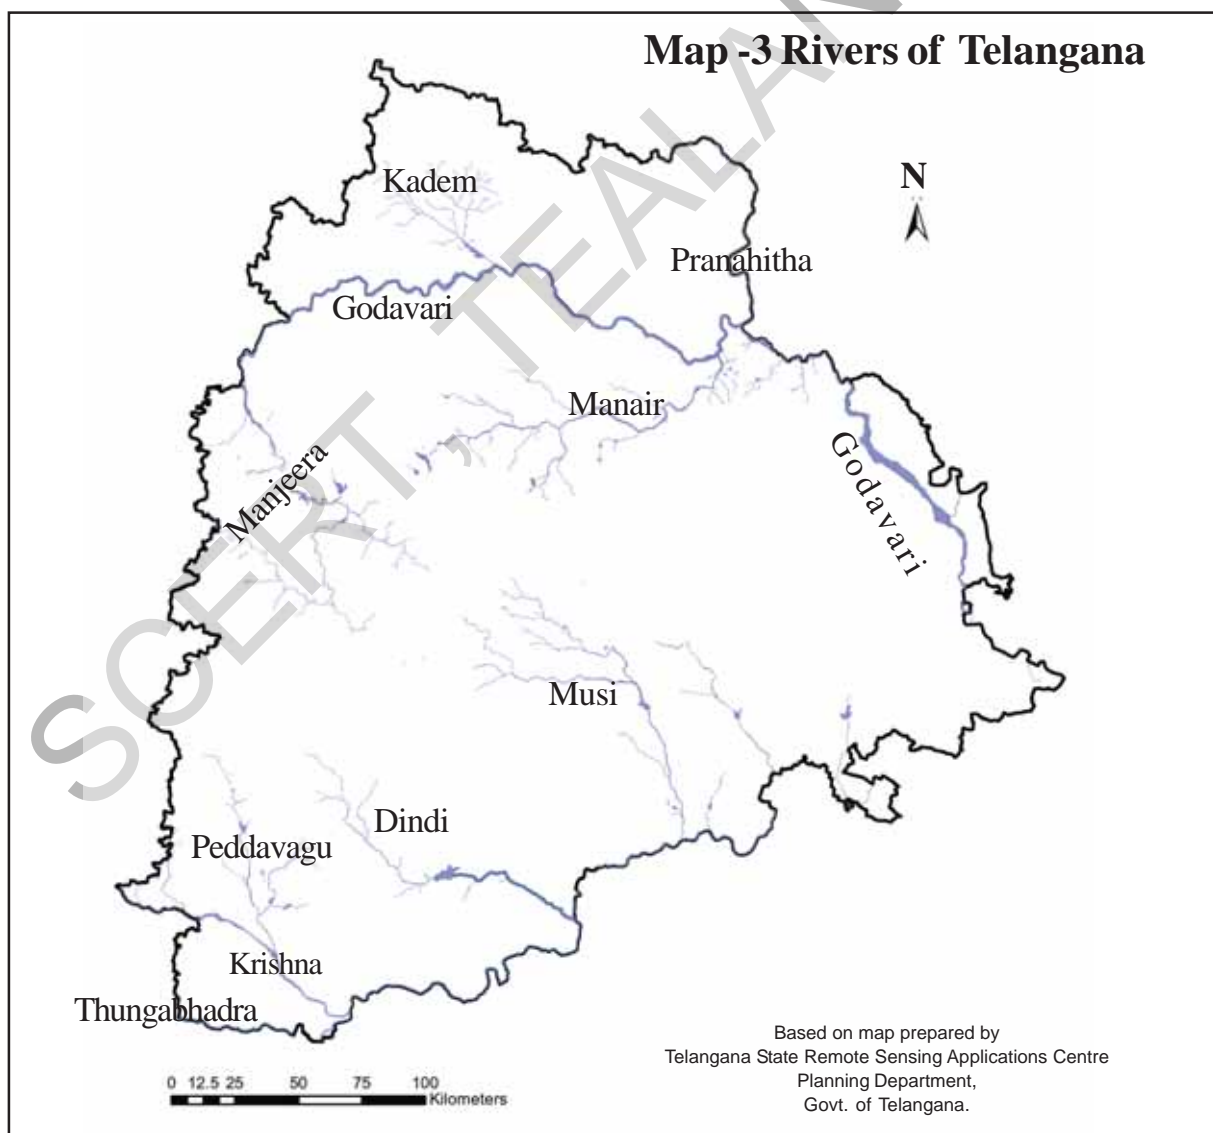 Map -3 Rivers of Telangana
N
Kadem
Pranahitha
Godavari
Manair
Godavari
Manjeera
Musi
Dindi
Peddavagu
Krishna
Thungabhadra
Based on map prepared by
Telangana State Remote Sensing Applications Centre
Planning Department,
Govt. of Telangana.
0 12.5 25 50 75 100
Kilometers
SCERT, TEALAN